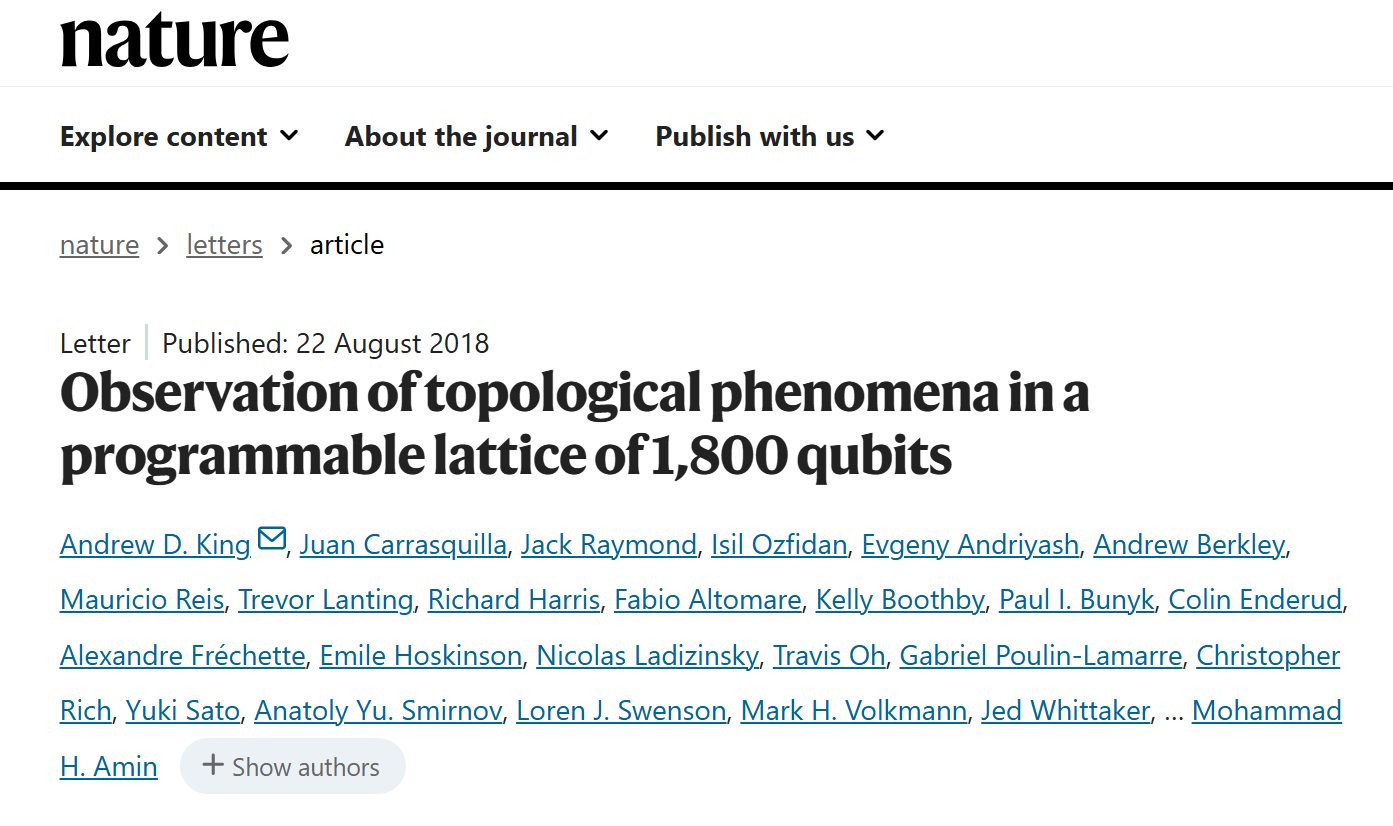 nature
Explore content About the journal Publish with us
nature > letters > article
Letter | Published: 22 August 2018
Observation of topological phenomena in a
programmable lattice of 1,800 qubits
Andrew D. King, Juan Carrasquilla, Jack Raymond, Isil Ozfidan, Evgeny Andriyash, Andrew Berkley,
Mauricio Reis, Trevor Lanting, Richard Harris, Fabio Altomare, Kelly Boothby, Paul I. Bunyk, Colin Enderud,
Alexandre Fréchette, Emile Hoskinson, Nicolas Ladizinsky, Travis Oh, Gabriel Poulin-Lamarre, Christopher
Rich, Yuki Sato, Anatoly Yu. Smirnov, Loren J. Swenson, Mark H. Volkmann, Jed Whittaker, … Mohammad
H. Amin + Show authors